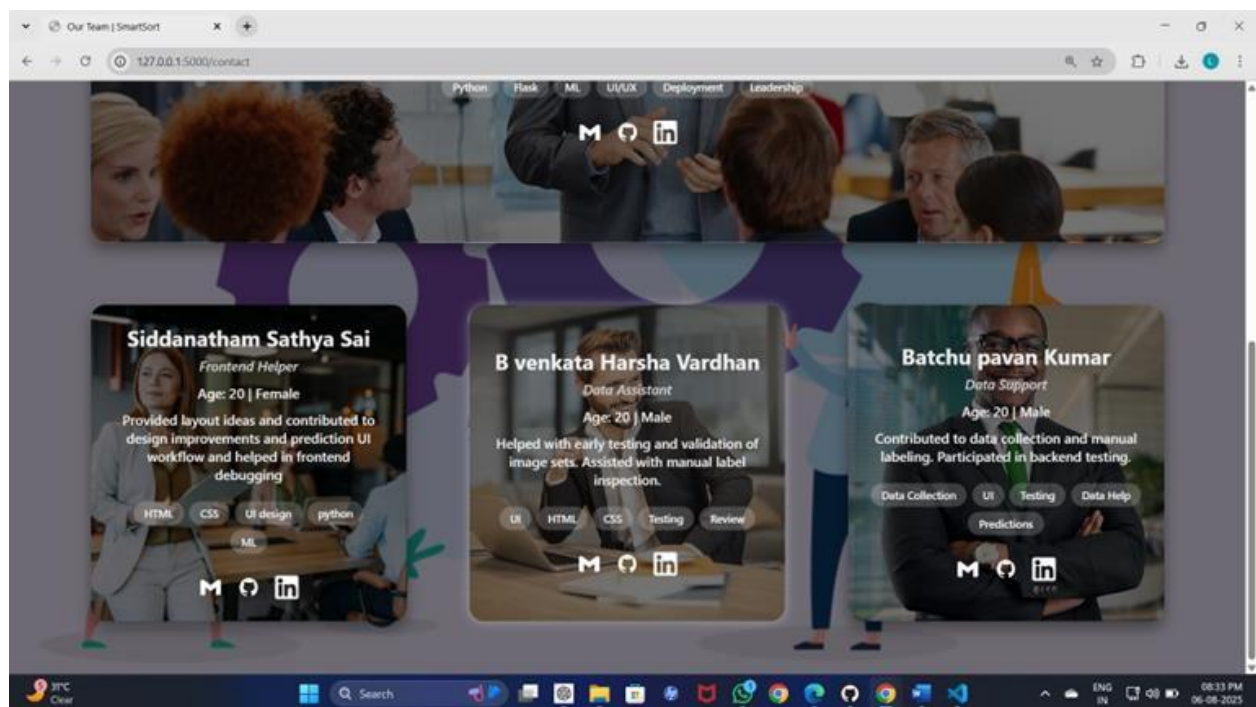 Our Team | SmartSort
127.0.0.1:5000/contact
Python Flask ML UI/UX Deployment Leadership
in
Siddanatham Sathya Sai
Frontend Helper
Age: 20 | Female
Provided layout ideas and contributed to
design improvements and prediction UI
workflow and helped in frontend
debugging
HTML CSS UI design python
ML
in
B venkata Harsha Vardhan
Data Assistant
Age: 20 | Male
Helped with early testing and validation of
image sets. Assisted with manual label
inspection.
UI HTML CSS Testing Review
in
Batchu pavan Kumar
Data Support
Age: 20 | Male
Contributed to data collection and manual
labeling. Participated in backend testing.
Data Collection UI Testing Data Help
Predictions
in
31°C
Clear
Search
ENG
IN
08:33 PM
06-08-2025